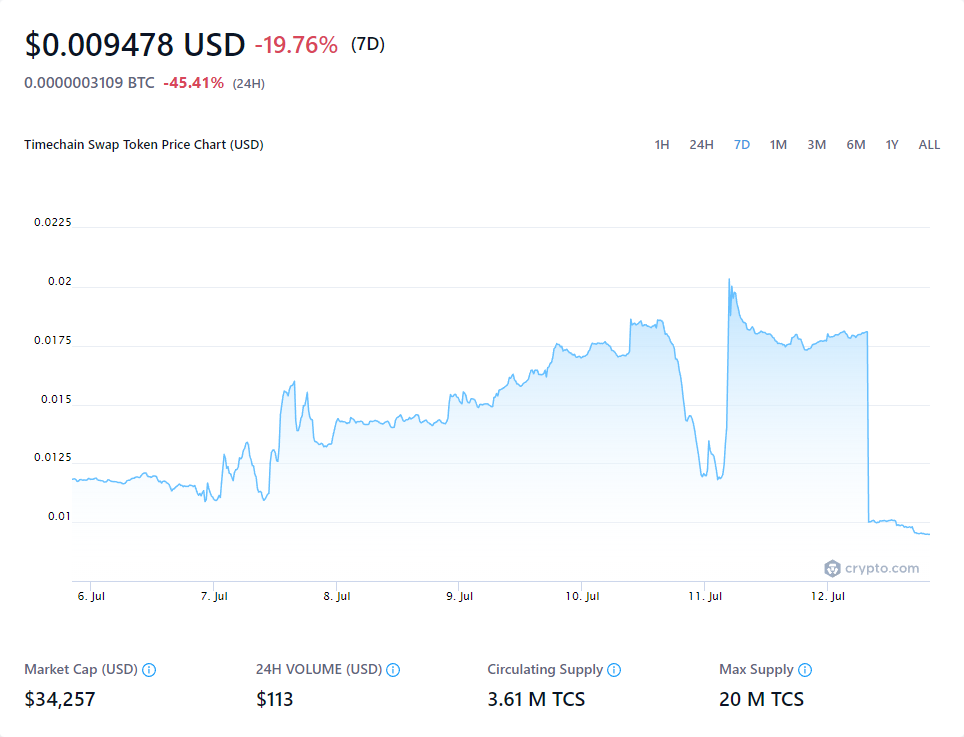 $0.009478 USD -19.76% (7D)
0.0000003109 BTC -45.41% (24H)
Timechain Swap Token Price Chart (USD)
1H 24H 7D 1M 3M 6M 1Y ALL
0.0225
0.02
0.0175
0.015
0.0125
0.01
crypto.com
6. Jul 7. Jul 8. Jul 9. Jul 10. Jul 11. Jul 12. Jul
Market Cap (USD) 24H VOLUME (USD) Circulating Supply Max Supply
$34,257 $113 3.61 M TCS 20 M TCS